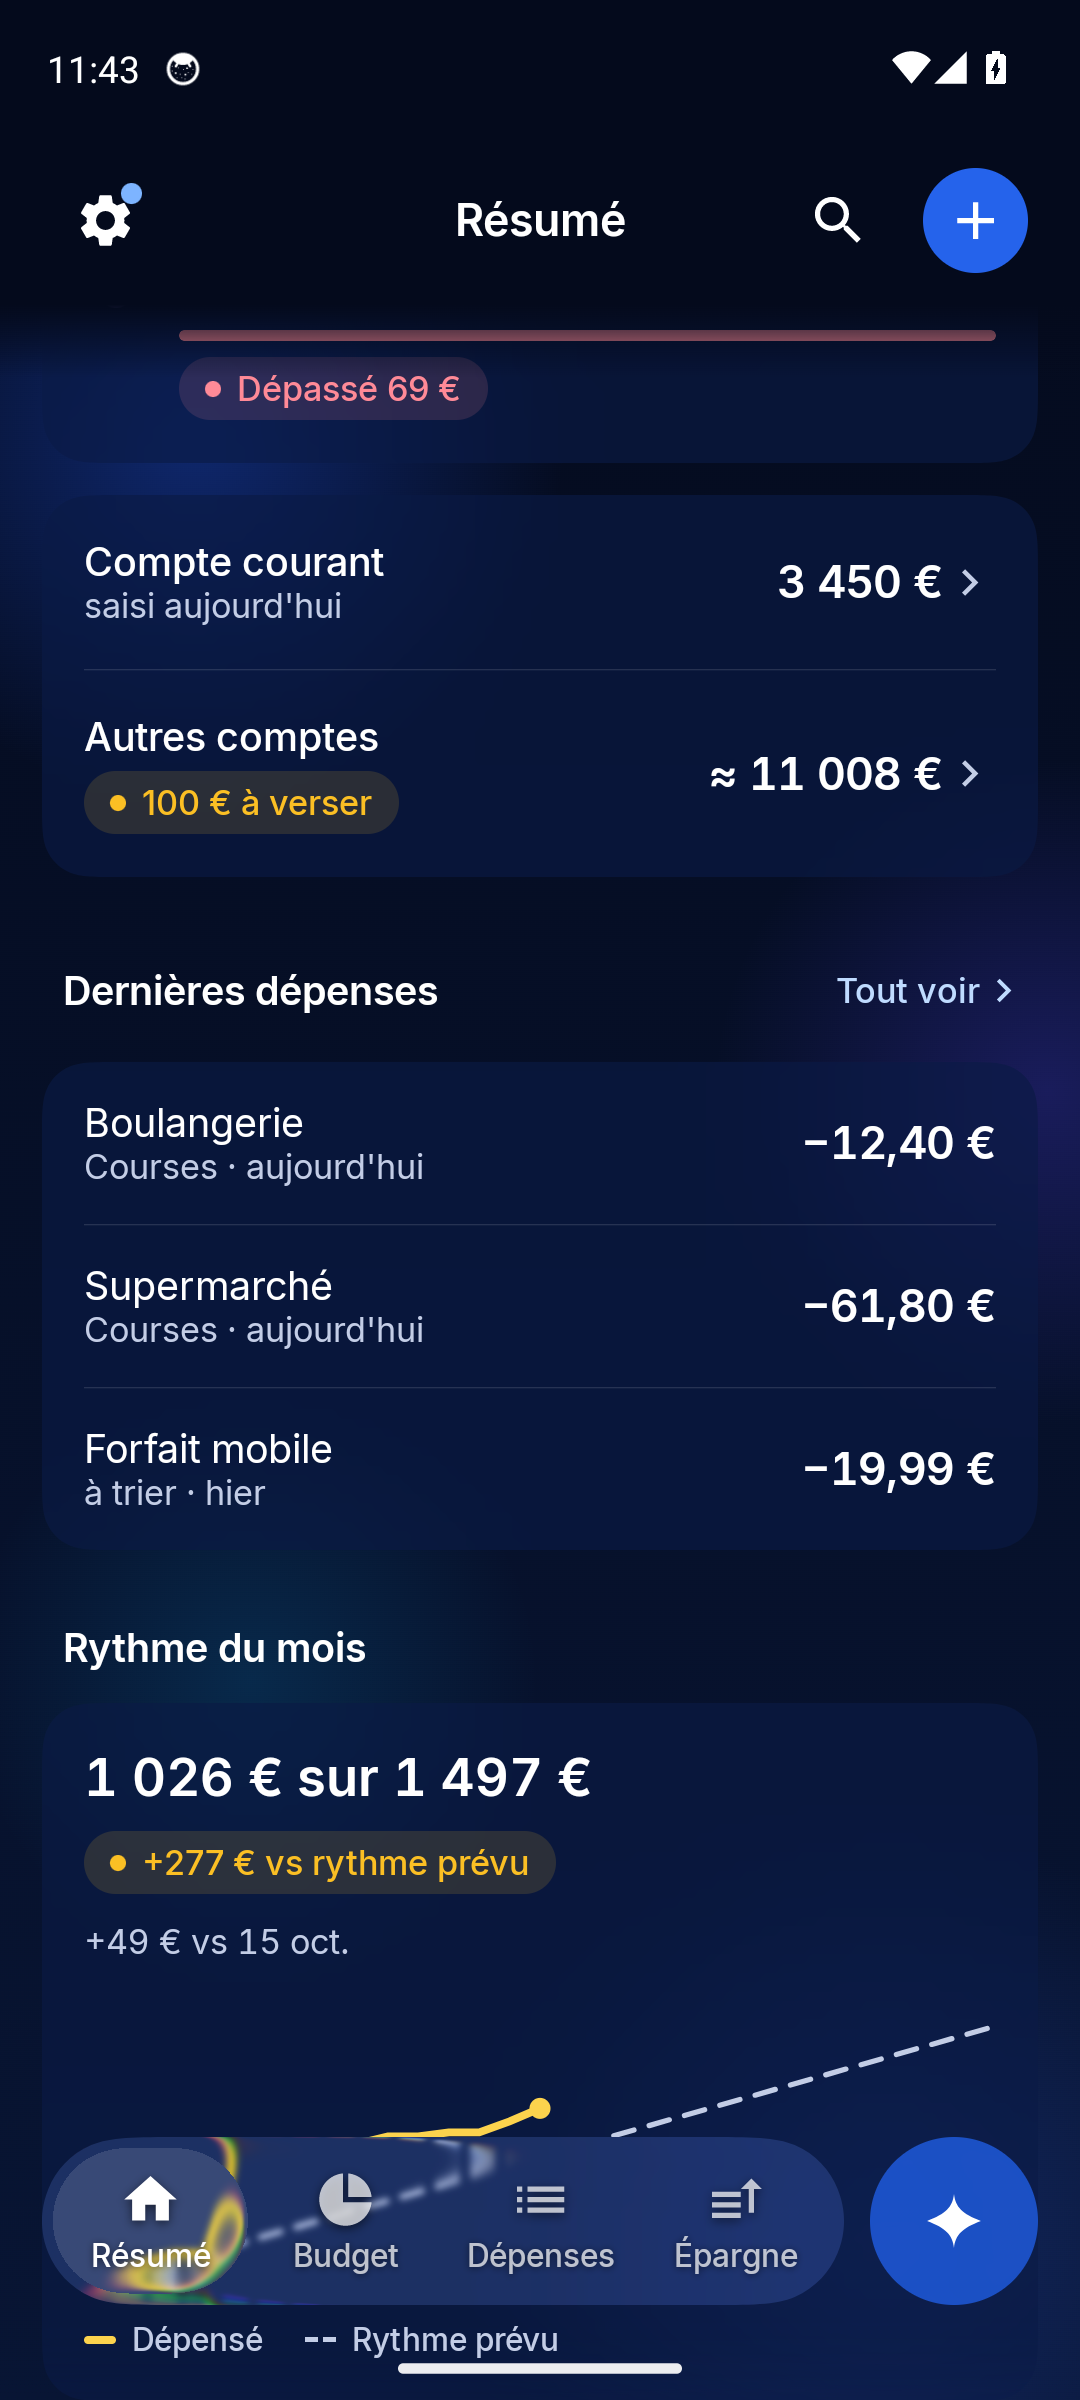 11:43
Résumé
Dépassé 69 €
Compte courant
3 450 €
saisi aujourd'hui
Autres comptes
≈ 11 008 €
100 € à verser
Dernières dépenses
Tout voir
Boulangerie
−12,40 €
Courses · aujourd'hui
Supermarché
−61,80 €
Courses · aujourd'hui
Forfait mobile
−19,99 €
à trier · hier
Rythme du mois
1 026 € sur 1 497 €
+277 € vs rythme prévu
+49 € vs 15 oct.
Résumé
Budget
Dépenses
Épargne
Dépensé
Rythme prévu